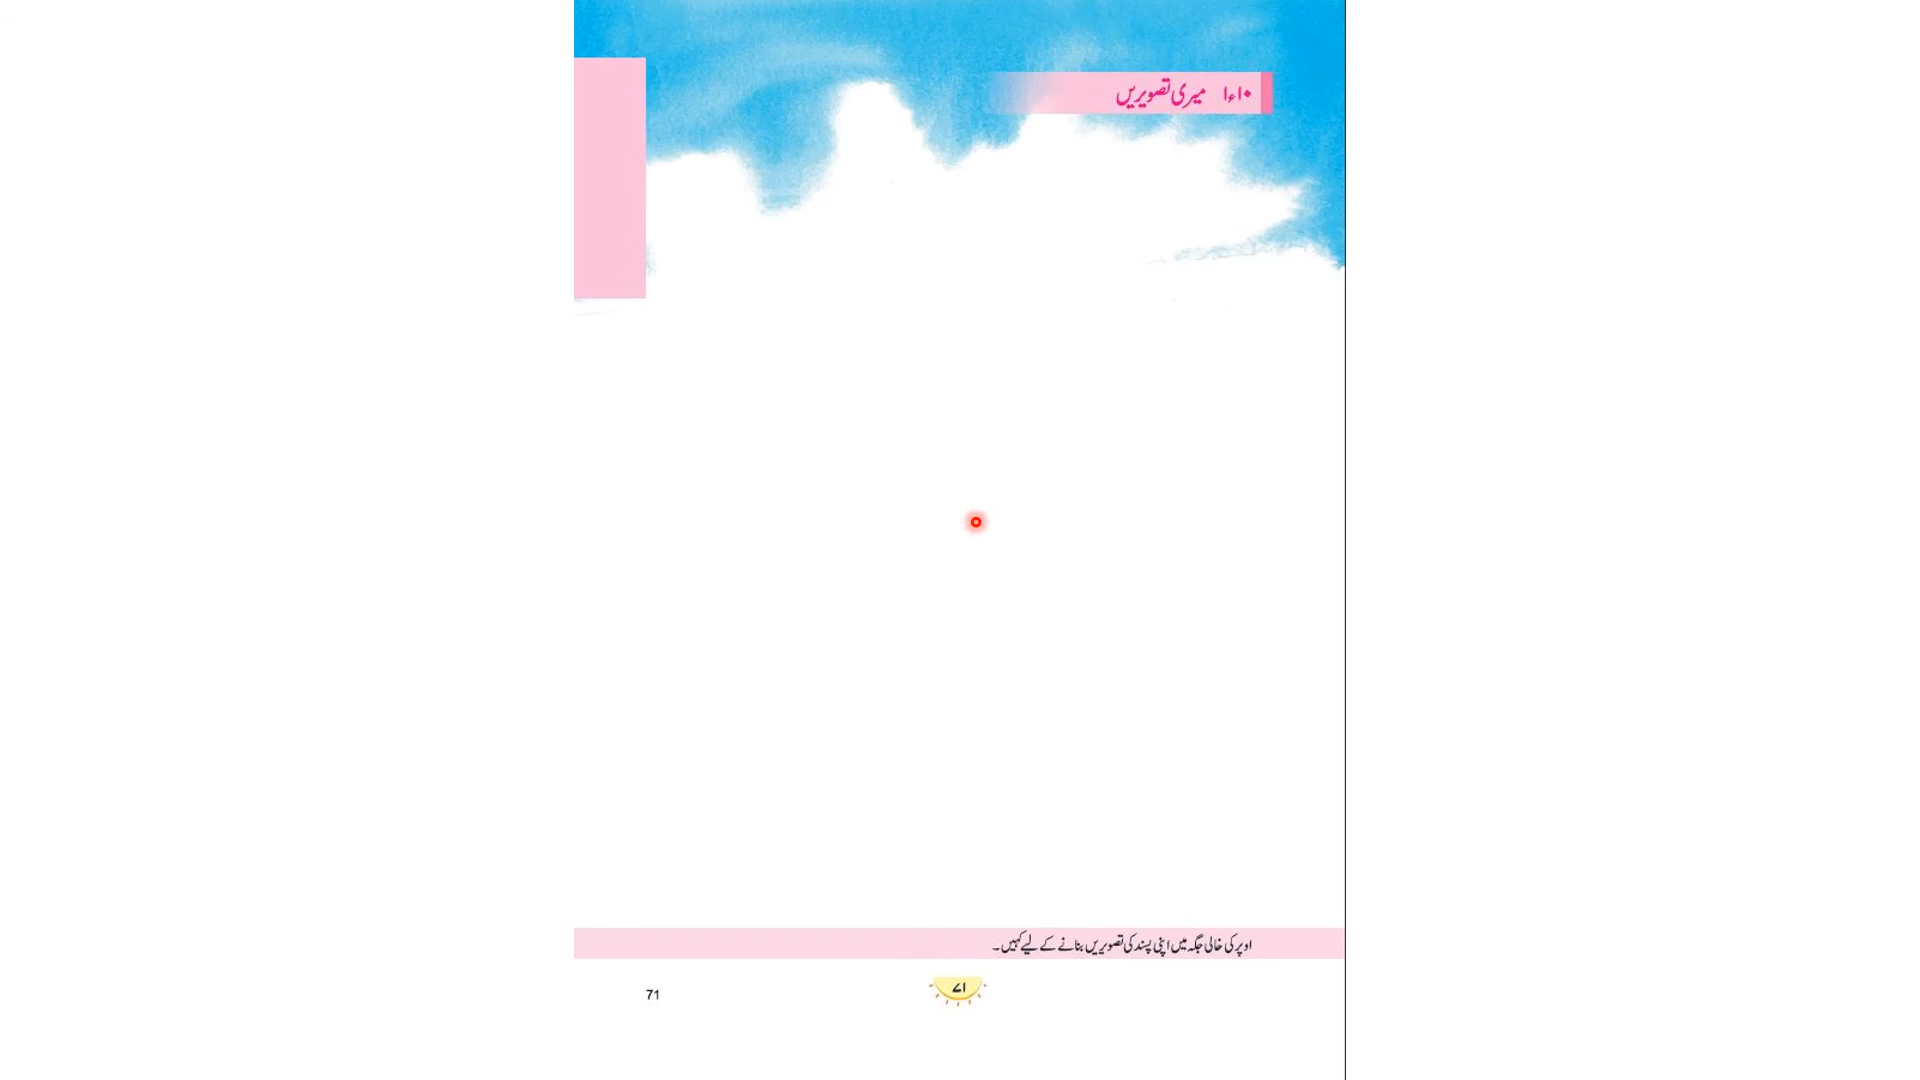 ۱۰ء۱ میری تصویریں
اوپر کی خالی جگہ میں اپنی پسند کی تصویریں بنانے کے لیے کہیں۔
۷۱
71